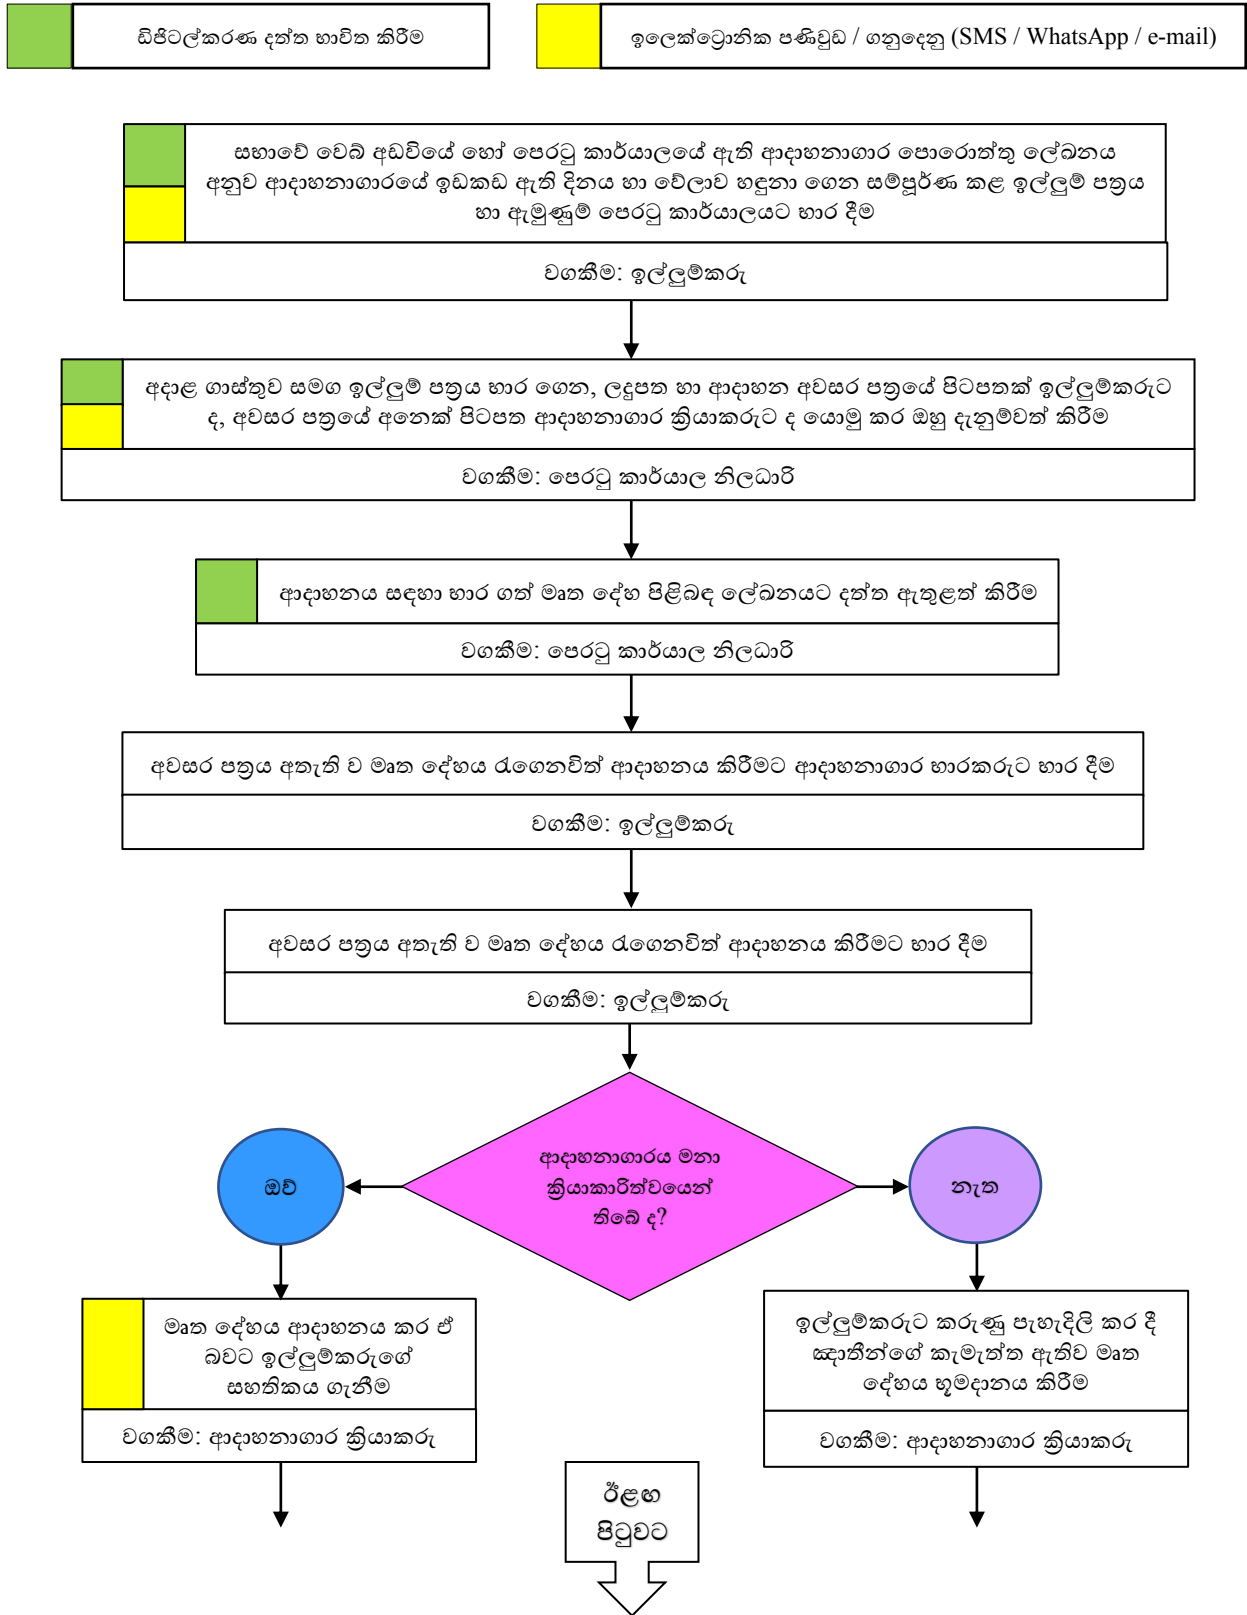 ඩිජිටල්කරණ දත්ත භාවිත කිරීම
ඉලෙක්ට්‍රොනික පණිවුඩ / ගනුදෙනු (SMS / WhatsApp / e-mail)
සභාවේ වෙබ් අඩවියේ හෝ පෙරටු කාර්යාලයේ ඇති ආදාහනාගාර පොරොත්තු ලේඛනය
අනුව ආදාහනාගාරයේ ඉඩකඩ ඇති දිනය හා වේලාව හඳුනා ගෙන සම්පූර්ණ කළ ඉල්ලුම් පත්‍රය
හා ඇමුණුම් පෙරටු කාර්යාලයට භාර දීම
වගකීම: ඉල්ලුම්කරු
අදාළ ගාස්තුව සමග ඉල්ලුම් පත්‍රය භාර ගෙන, ලදුපත හා ආදාහන අවසර පත්‍රයේ පිටපතක් ඉල්ලුම්කරුට
ද, අවසර පත්‍රයේ අනෙක් පිටපත ආදාහනාගාර ක්‍රියාකරුට ද යොමු කර ඔහු දැනුම්වත් කිරීම
වගකීම: පෙරටු කාර්යාල නිලධාරි
ආදාහනය සඳහා භාර ගත් මෘත දේහ පිළිබඳ ලේඛනයට දත්ත ඇතුළත් කිරීම
වගකීම: පෙරටු කාර්යාල නිලධාරි
අවසර පත්‍රය අතැති ව මෘත දේහය රැගෙනවිත් ආදාහනය කිරීමට ආදාහනාගාර භාරකරුට භාර දීම
වගකීම: ඉල්ලුම්කරු
අවසර පත්‍රය අතැති ව මෘත දේහය රැගෙනවිත් ආදාහනය කිරීමට භාර දීම
වගකීම: ඉල්ලුම්කරු
ආදාහනාගාරය මනා
ක්‍රියාකාරිත්වයෙන්
තිබේ ද?
ඔව්
නැත
මෘත දේහය ආදාහනය කර ඒ
බවට ඉල්ලුම්කරුගේ
සහතිකය ගැනීම
වගකීම: ආදාහනාගාර ක්‍රියාකරු
ඉල්ලුම්කරුට කරුණු පැහැදිලි කර දී
ඤාතීන්ගේ කැමැත්ත ඇතිව මෘත
දේහය භූමදානය කිරීම
වගකීම: ආදාහනාගාර ක්‍රියාකරු
ඊළඟ
පිටුවට